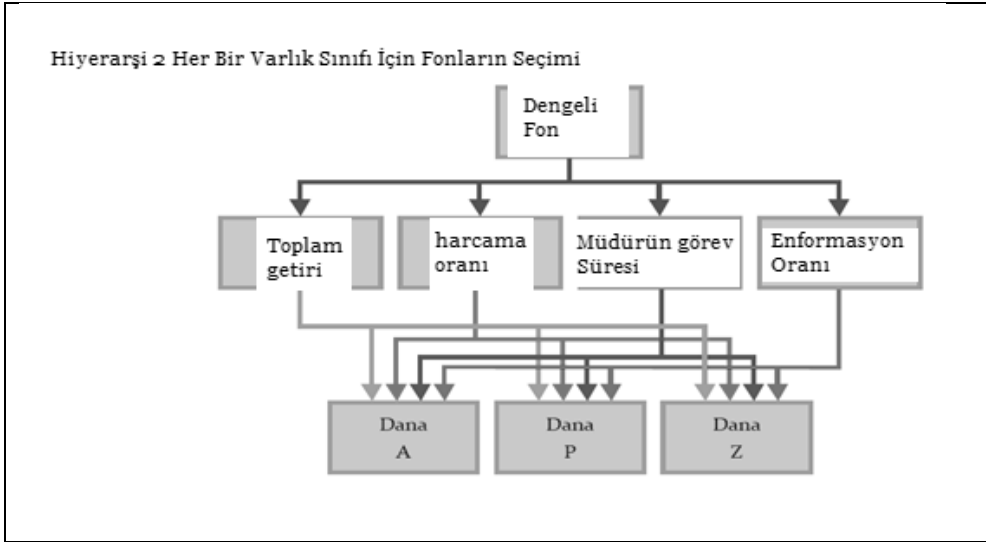 Hiyerarşi 2 Her Bir Varlık Sınıfı İçin Fonların Seçimi
Dengeli
Fon
Toplam
getiri
harcama
oranı
Müdürün görev
Süresi
Enformasyon
Oranı
Dana
A
Dana
P
Dana
Z